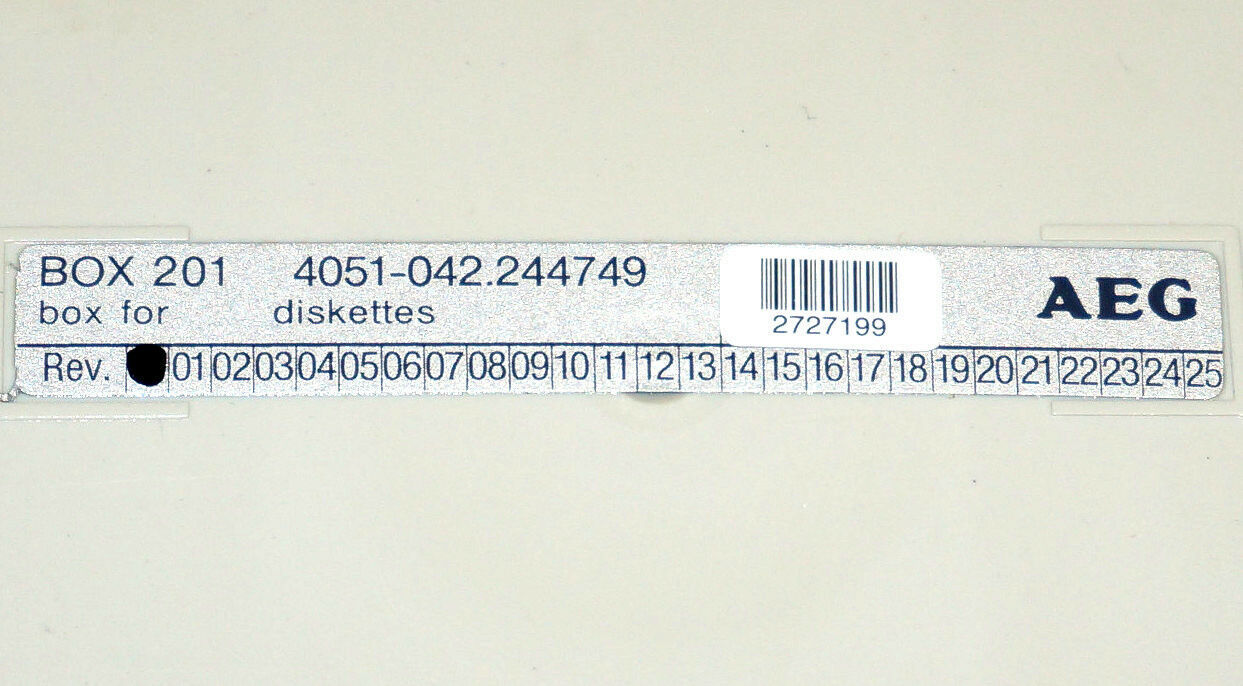 BOX 201 4051-042.244749
box for diskettes
2727199
AEG
Rev. 01 02 03 04 05 06 07 08 09 10 11 12 13 14 15 16 17 18 19 20 21 22 23 24 25